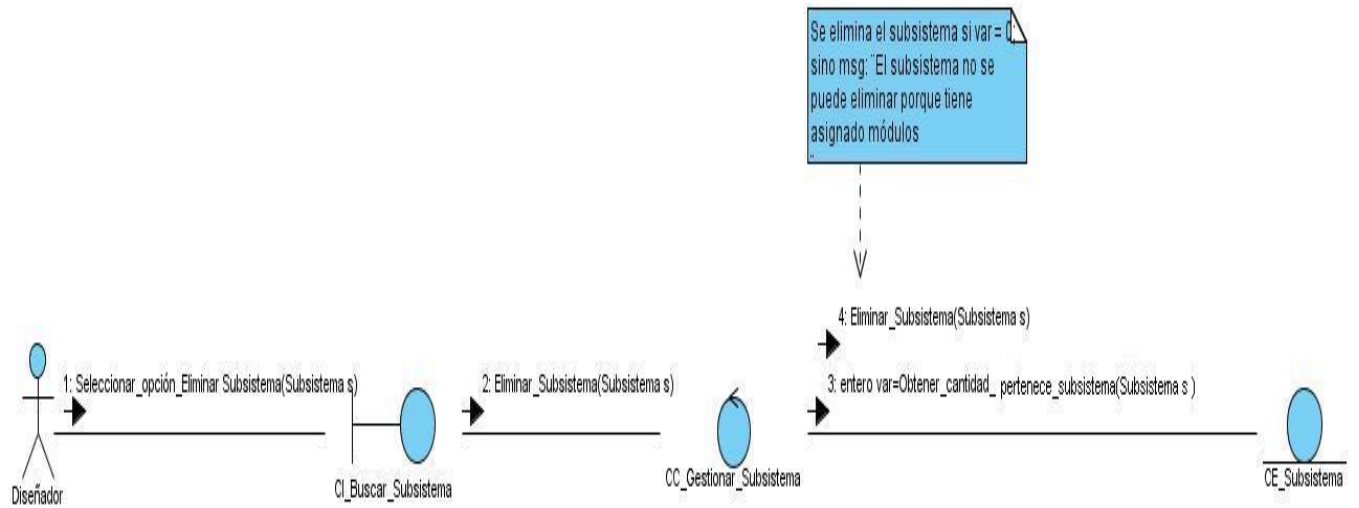 Se elimina el subsistema si var = 0;
sino msg: ¨El subsistema no se
puede eliminar porque tiene
asignado módulos
¨
4: Eliminar_Subsistema(Subsistema s)
1: Seleccionar_opción_Eliminar Subsistema(Subsistema s)
2: Eliminar_Subsistema(Subsistema s)
3: entero var=Obtener_cantidad_ pertenece_subsistema(Subsistema s )
Diseñador
CI_Buscar_Subsistema
CC_Gestionar_Subsistema
CE_Subsistema